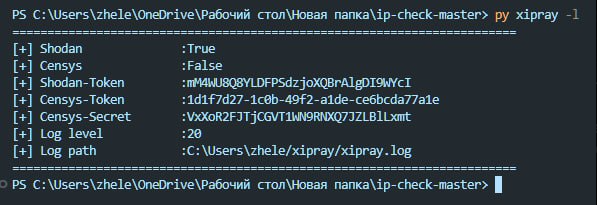 PS C:\Users\zhele\OneDrive\Рабочий стол\Новая папка\ip-check-master> py xipray -l
========================================================================
[+] Shodan :True
[+] Censys :False
[+] Shodan-Token :mM4WU8Q8YLDFPSdzjoXQBrAlgDI9WYcI
[+] Censys-Token :1d1f7d27-1c0b-49f2-a1de-ce6bcda77a1e
[+] Censys-Secret :VxXoR2FJTjCGVT1WN9RNXQ7JZLBlLxmt
[+] Log level :20
[+] Log path :C:\Users\zhele/xipray/xipray.log
========================================================================
PS C:\Users\zhele\OneDrive\Рабочий стол\Новая папка\ip-check-master>